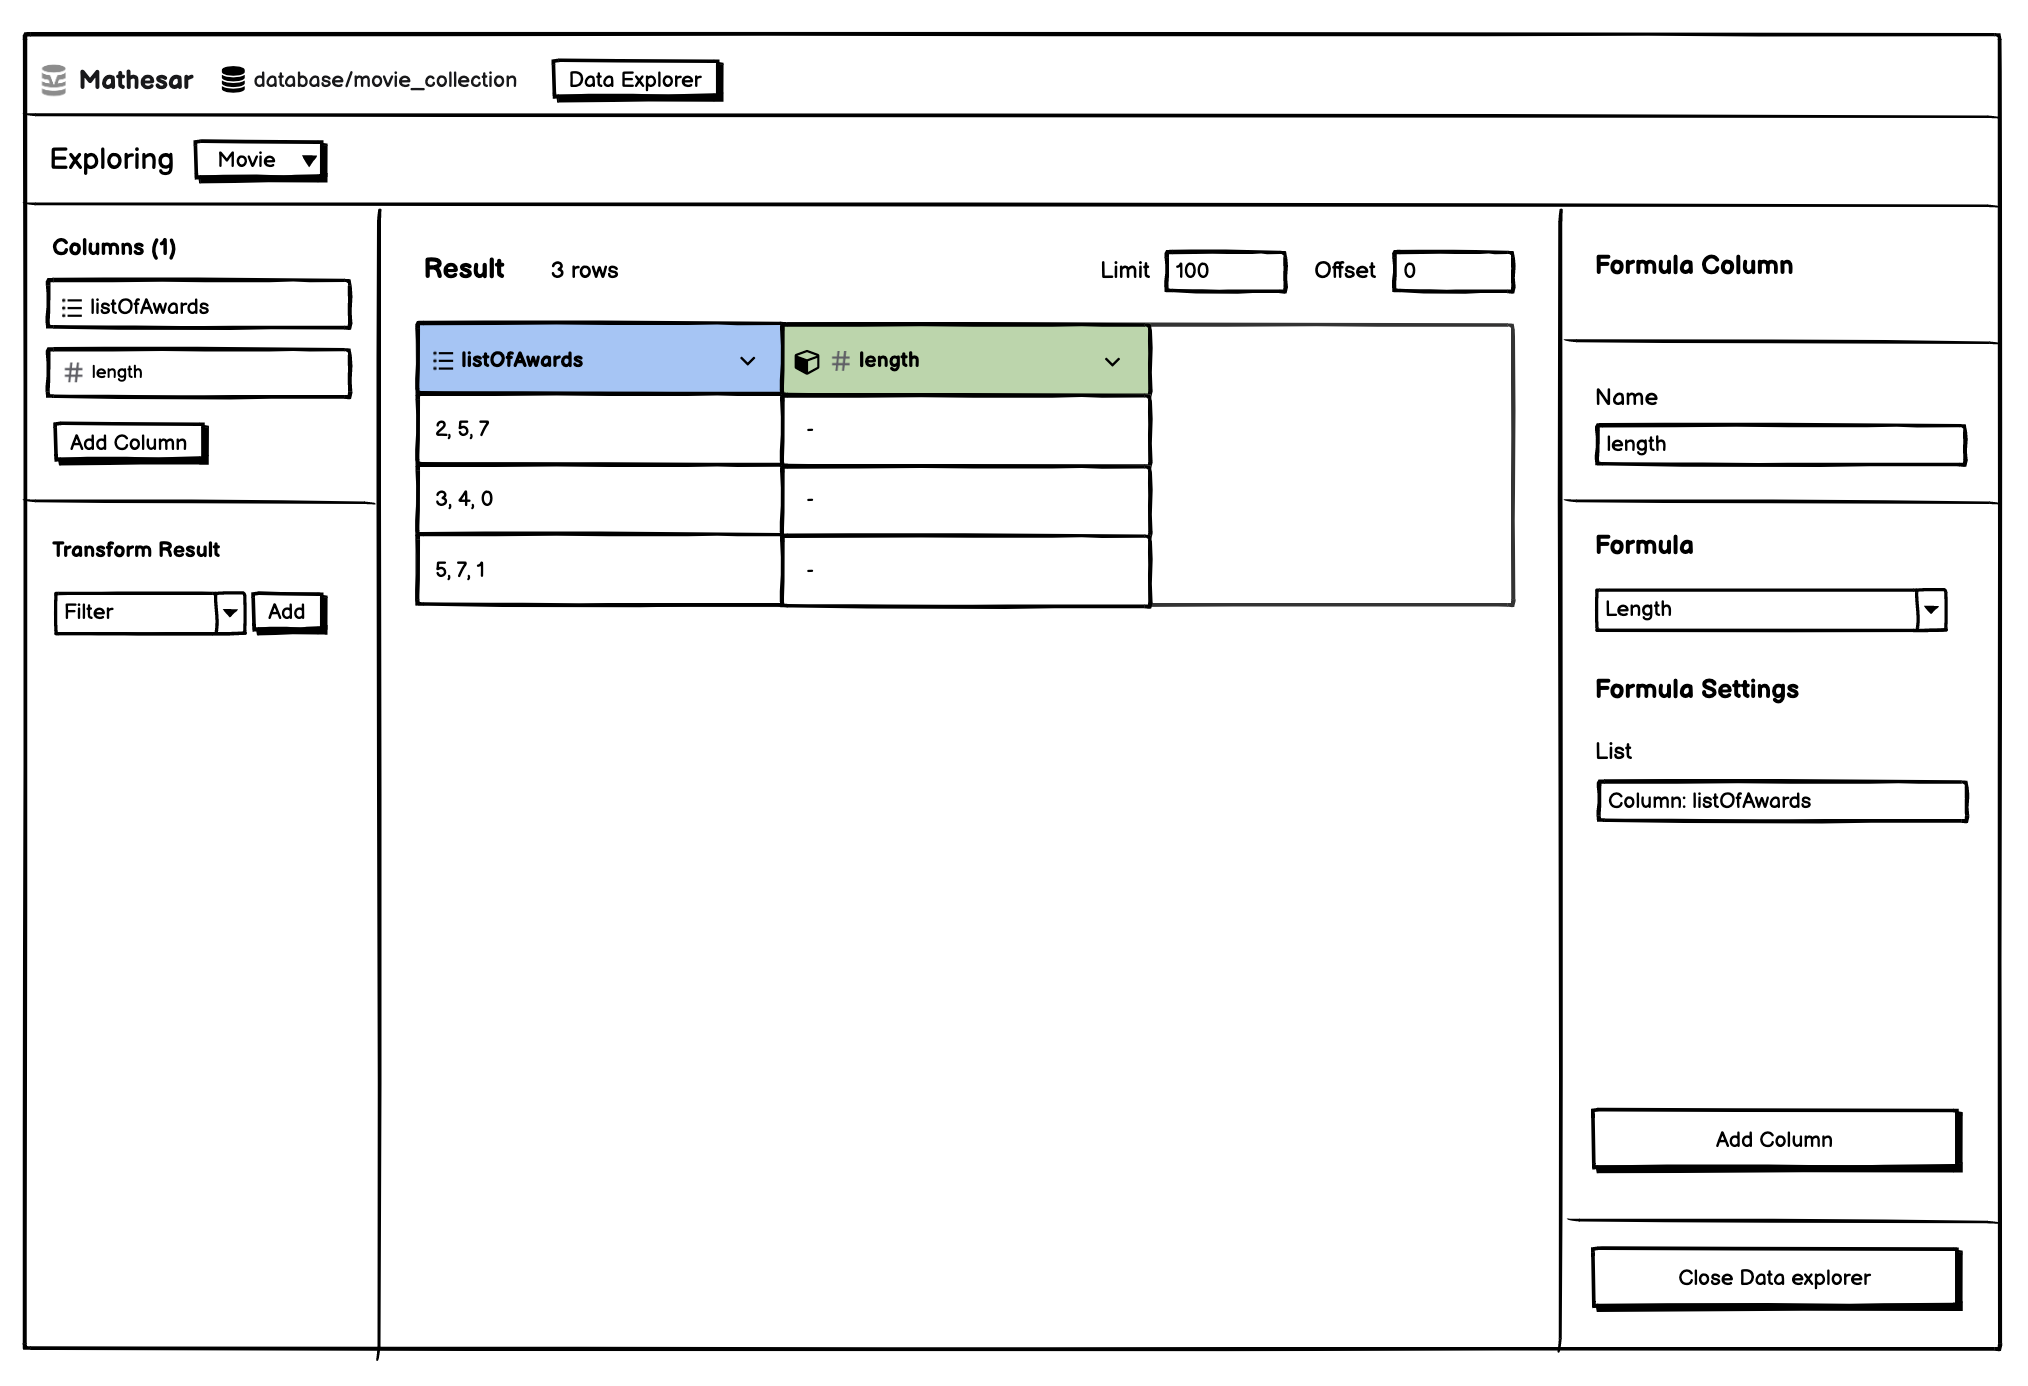 Mathesar database/movie_collection Data Explorer
Exploring Movie
Columns (1)
listOfAwards
# length
Add Column
Transform Result
Filter Add
Result 3 rows Limit 100 Offset 0
listOfAwards # length
2, 5, 7 -
3, 4, 0 -
5, 7, 1 -
Formula Column
Name
length
Formula
Length
Formula Settings
List
Column: listOfAwards
Add Column
Close Data explorer